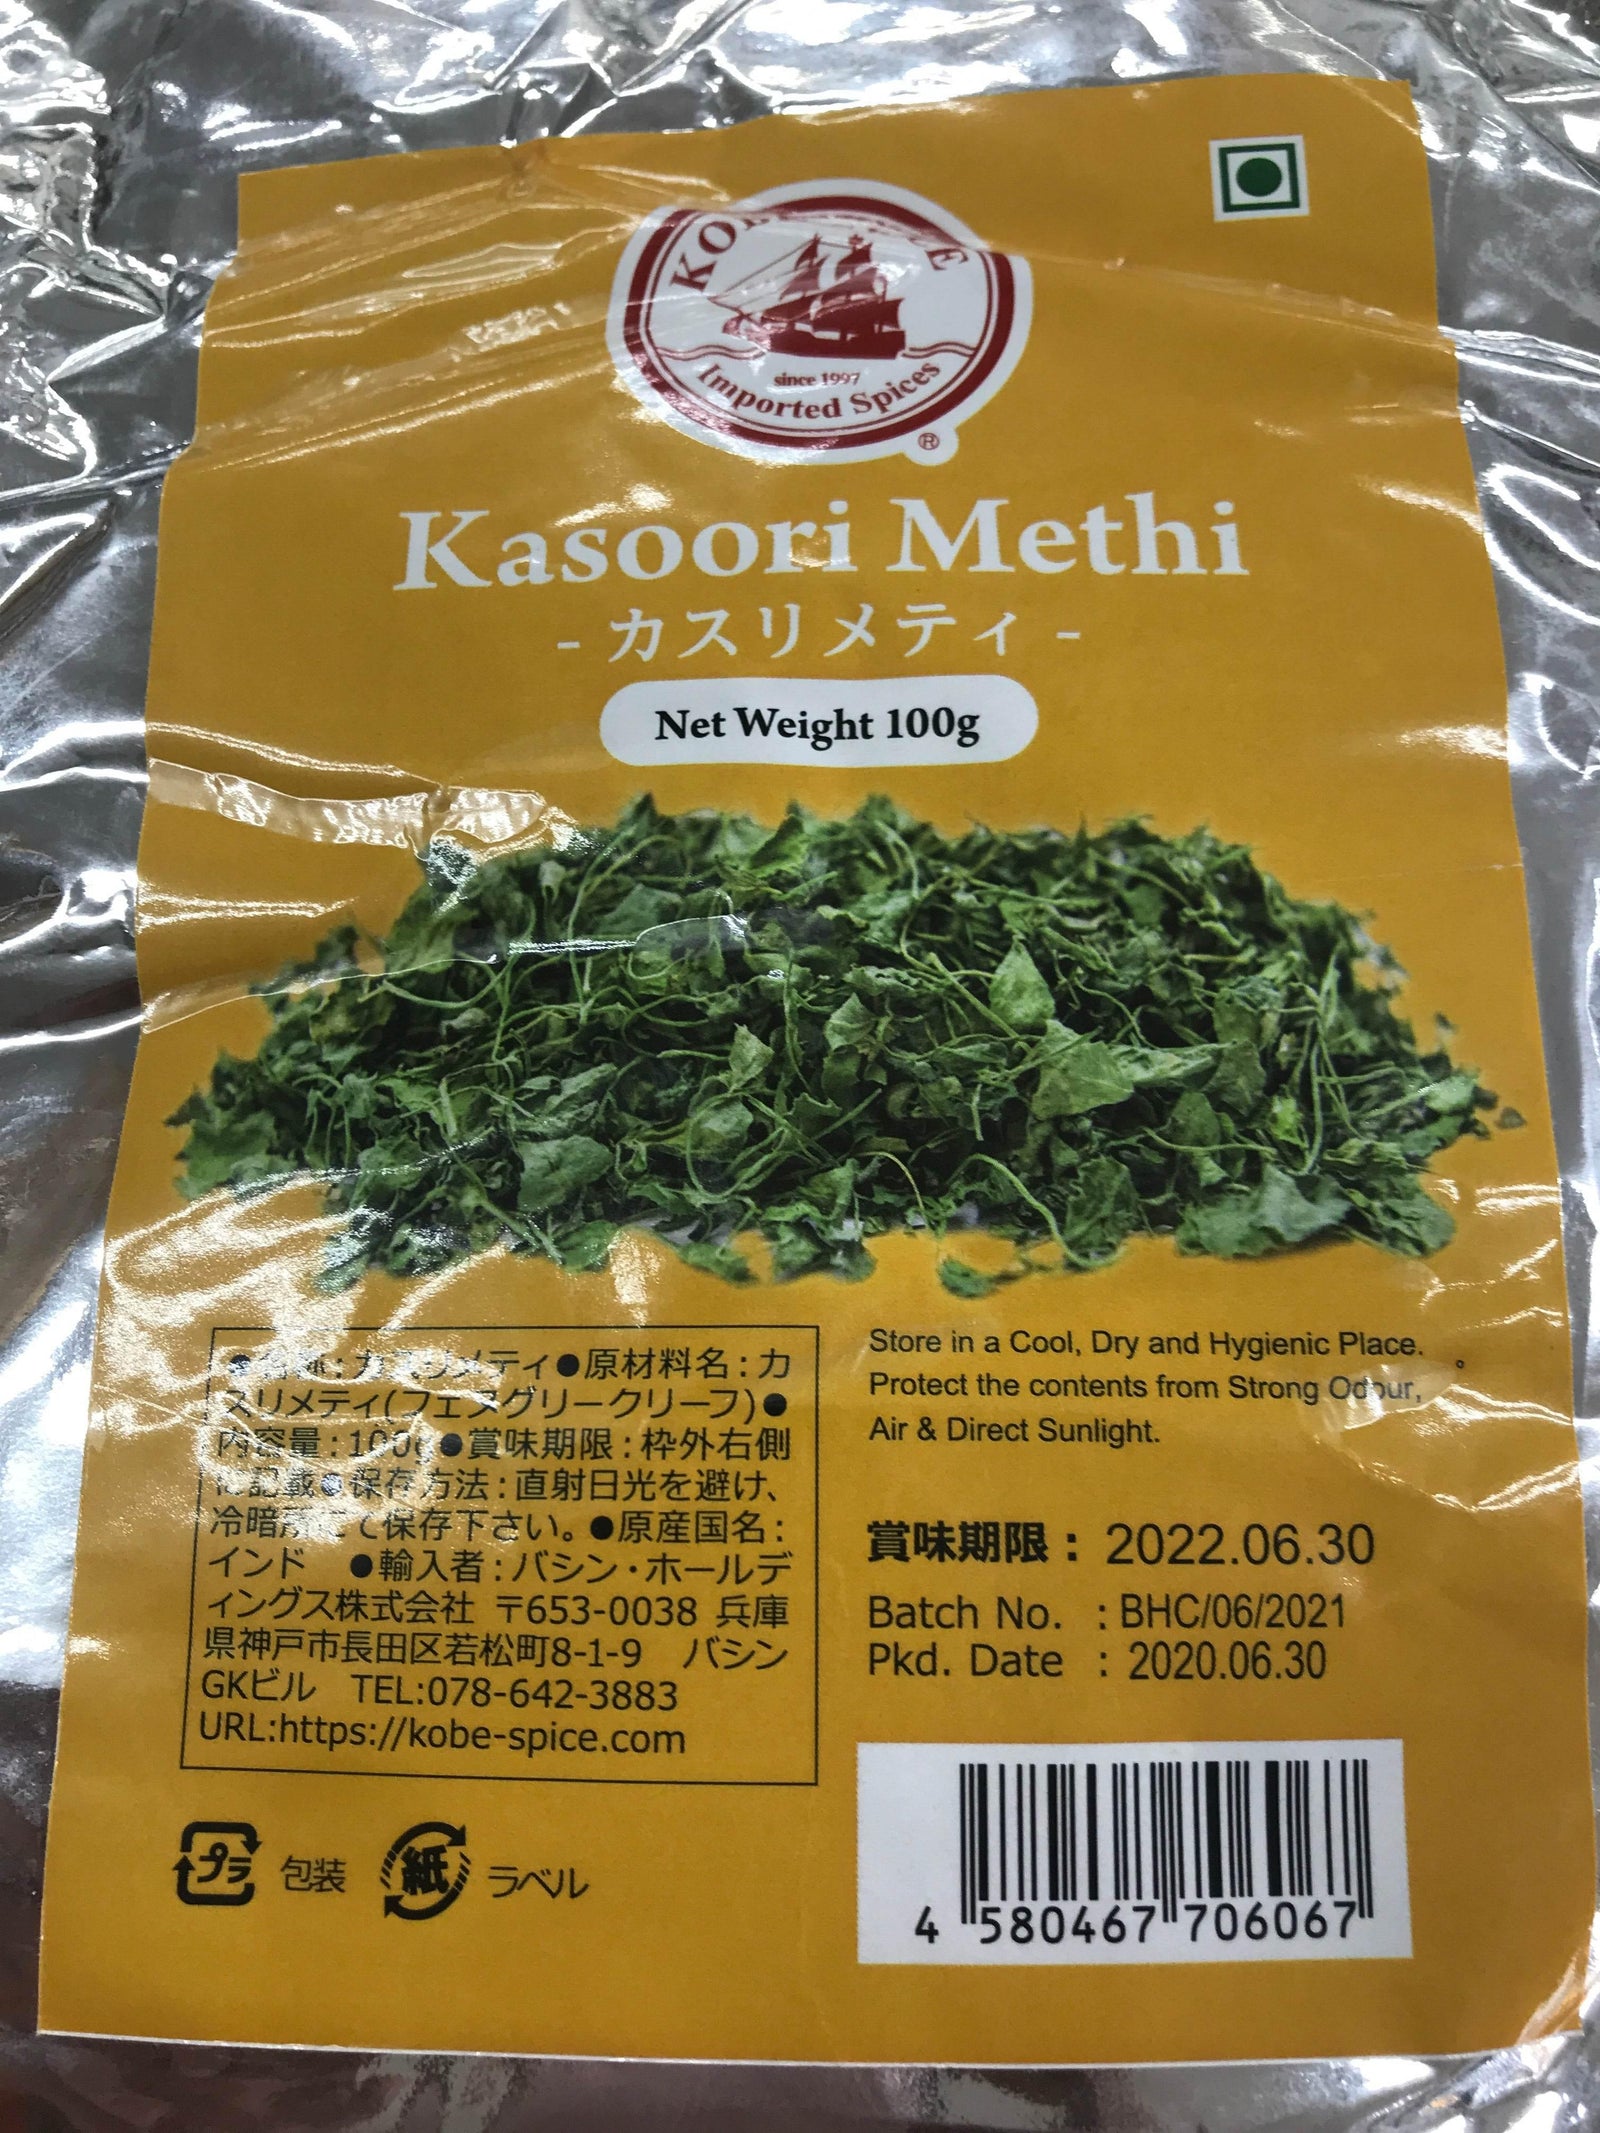 Imported Spices
since 1997
®
Kasoori Methi
- カスリメティ -
Net Weight 100g
●名称:カスリメティ●原材料名:カ
スリメティ(フェヌグリークリーフ)●
内容量:100g●賞味期限:枠外右側
に記載●保存方法:直射日光を避け、
冷暗所にて保存下さい。●原産国名:
インド ●輸入者:バシン・ホールデ
ィングス株式会社 〒653-0038 兵庫
県神戸市長田区若松町8-1-9 バシン
GKビル TEL:078-642-3883
URL:https://kobe-spice.com
Store in a Cool, Dry and Hygienic Place.
Protect the contents from Strong Odour,
Air & Direct Sunlight.
賞味期限: 2022.06.30
Batch No. : BHC/06/2021
Pkd. Date : 2020.06.30
プラ 包装 紙 ラベル
4 580467 706067